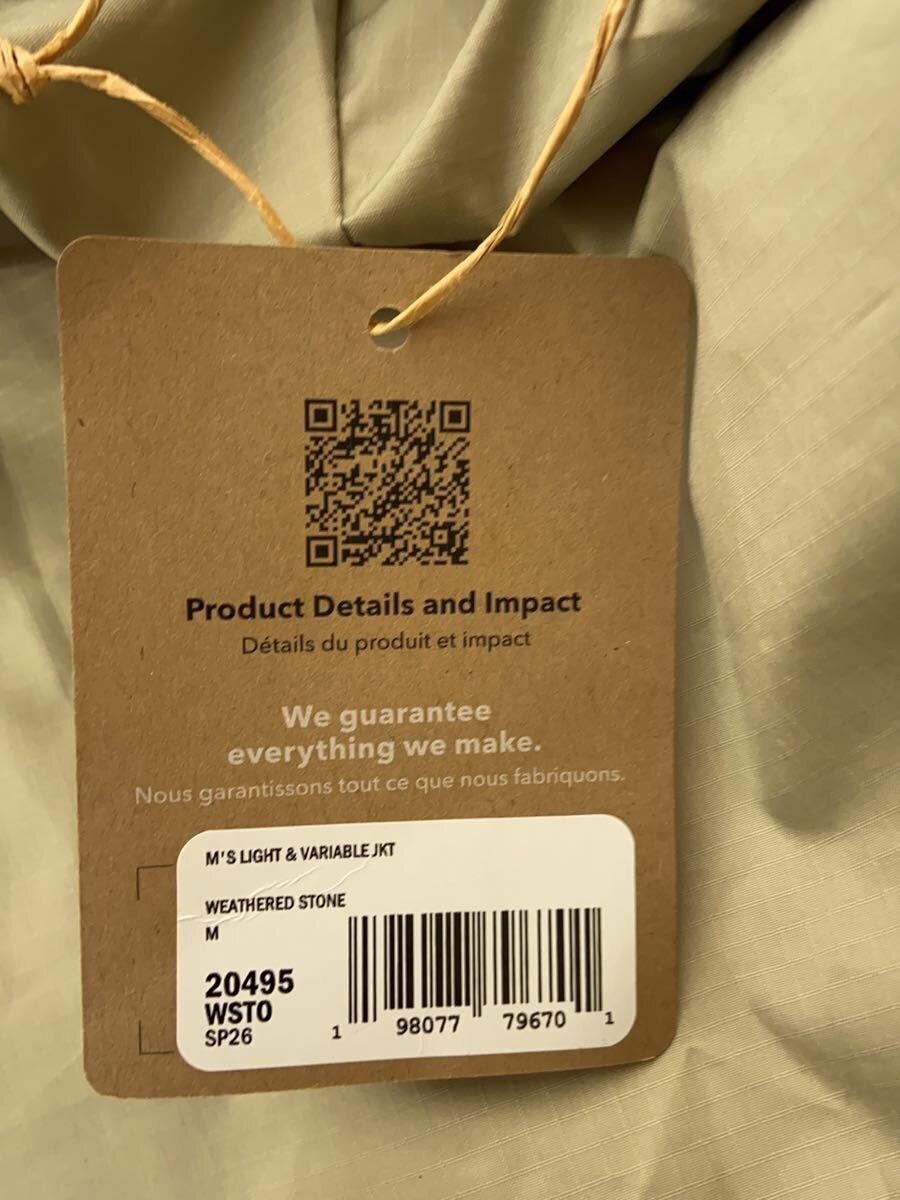 Product Details and Impact
Détails du produit et impact
We guarantee
everything we make.
Nous garantissons tout ce que nous fabriquons.
M'S LIGHT & VARIABLE JKT
WEATHERED STONE
M
20495
WSTO
SP26
1 98077 79670 1